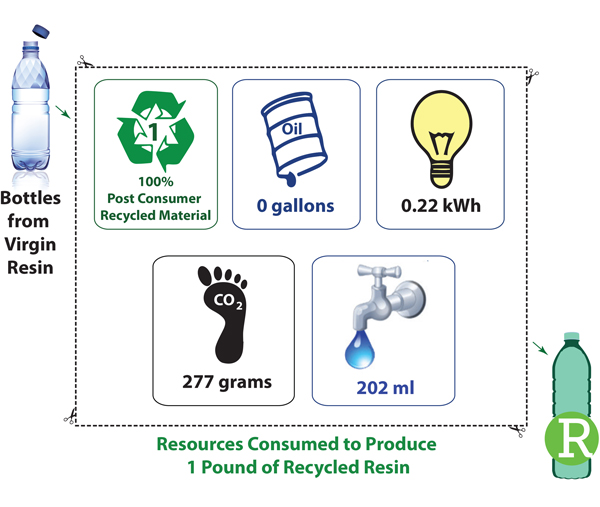 Bottles
from
Virgin
Resin
1
100%
Post Consumer
Recycled Material
Oil
0 gallons
0.22 kWh
CO2
277 grams
202 ml
R
Resources Consumed to Produce
1 Pound of Recycled Resin